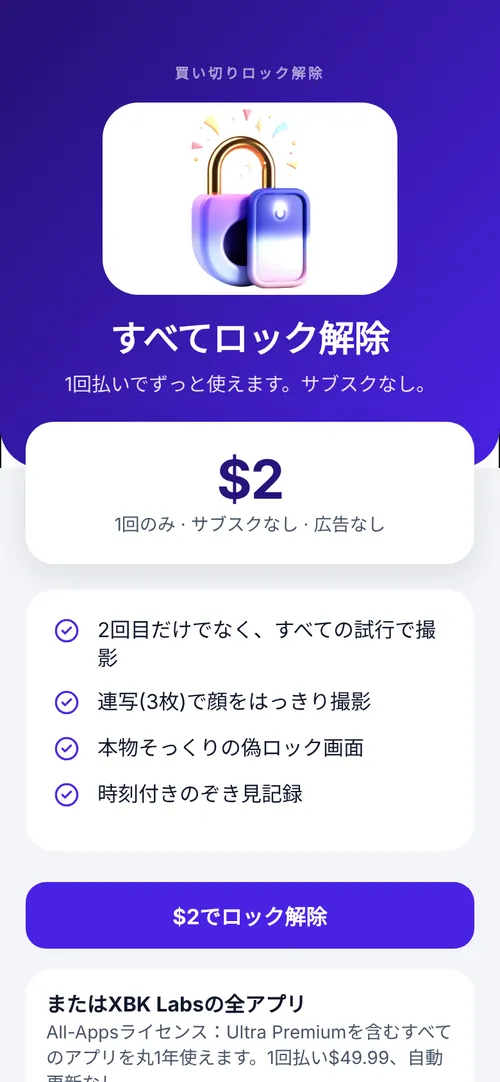 買い切りロック解除
すべてロック解除
1回払いでずっと使えます。サブスクなし。
$2
1回のみ · サブスクなし · 広告なし
2回目だけでなく、すべての試行で撮
影
連写(3枚)で顔をはっきり撮影
本物そっくりの偽ロック画面
時刻付きのぞき見記録
$2でロック解除
またはXBK Labsの全アプリ
All-Appsライセンス：Ultra Premiumを含むすべて
のアプリを丸1年使えます。1回払い$49.99、自動
更新なし